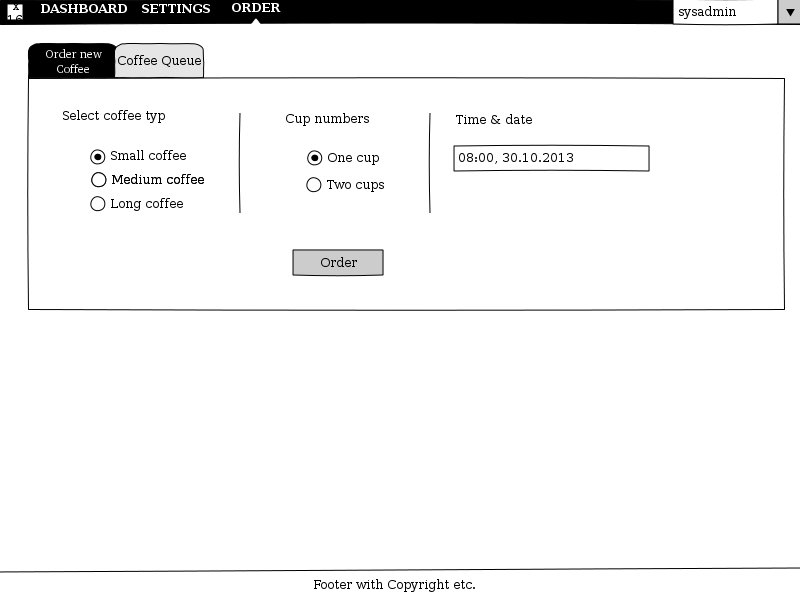 DASHBOARD SETTINGS ORDER sysadmin
Order new
Coffee
Coffee Queue
Select coffee typ
Small coffee
Medium coffee
Long coffee
Cup numbers
One cup
Two cups
Time & date
08:00, 30.10.2013
Order
Footer with Copyright etc.